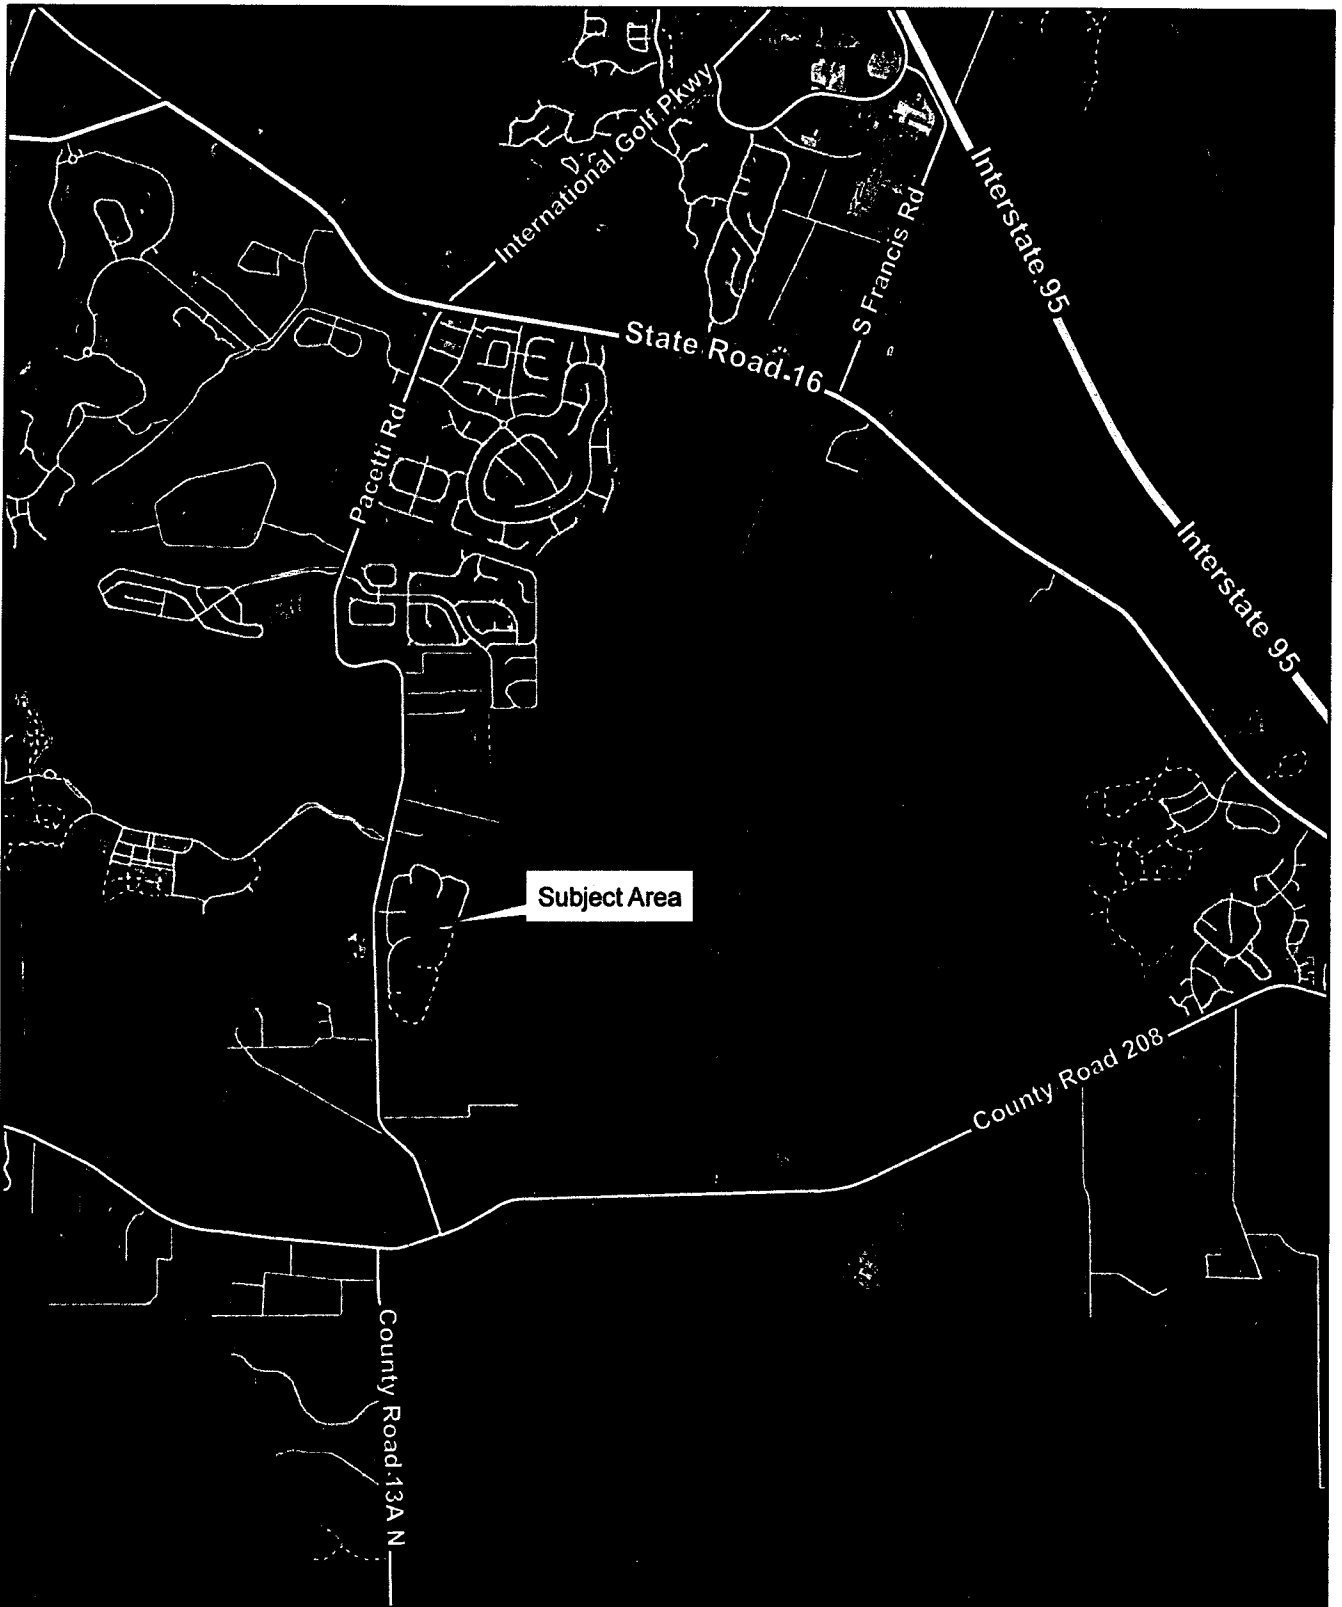 International Golf Pkwy
Interstate 95
S Francis Rd
State Road 16
Pacetti Rd
Interstate 95
Subject Area
County Road 208
County Road 13A N